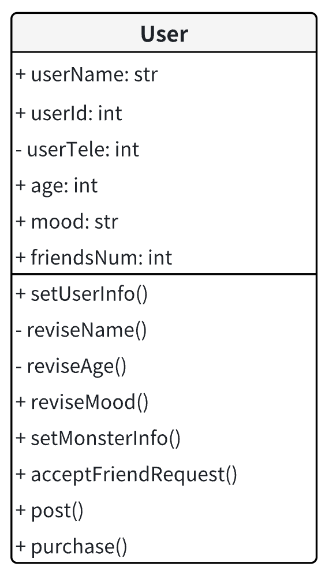 User
+ userName: str
+ userId: int
- userTele: int
+ age: int
+ mood: str
+ friendsNum: int
+ setUserInfo()
- reviseName()
- reviseAge()
+ reviseMood()
+ setMonsterInfo()
+ acceptFriendRequest()
+ post()
+ purchase()